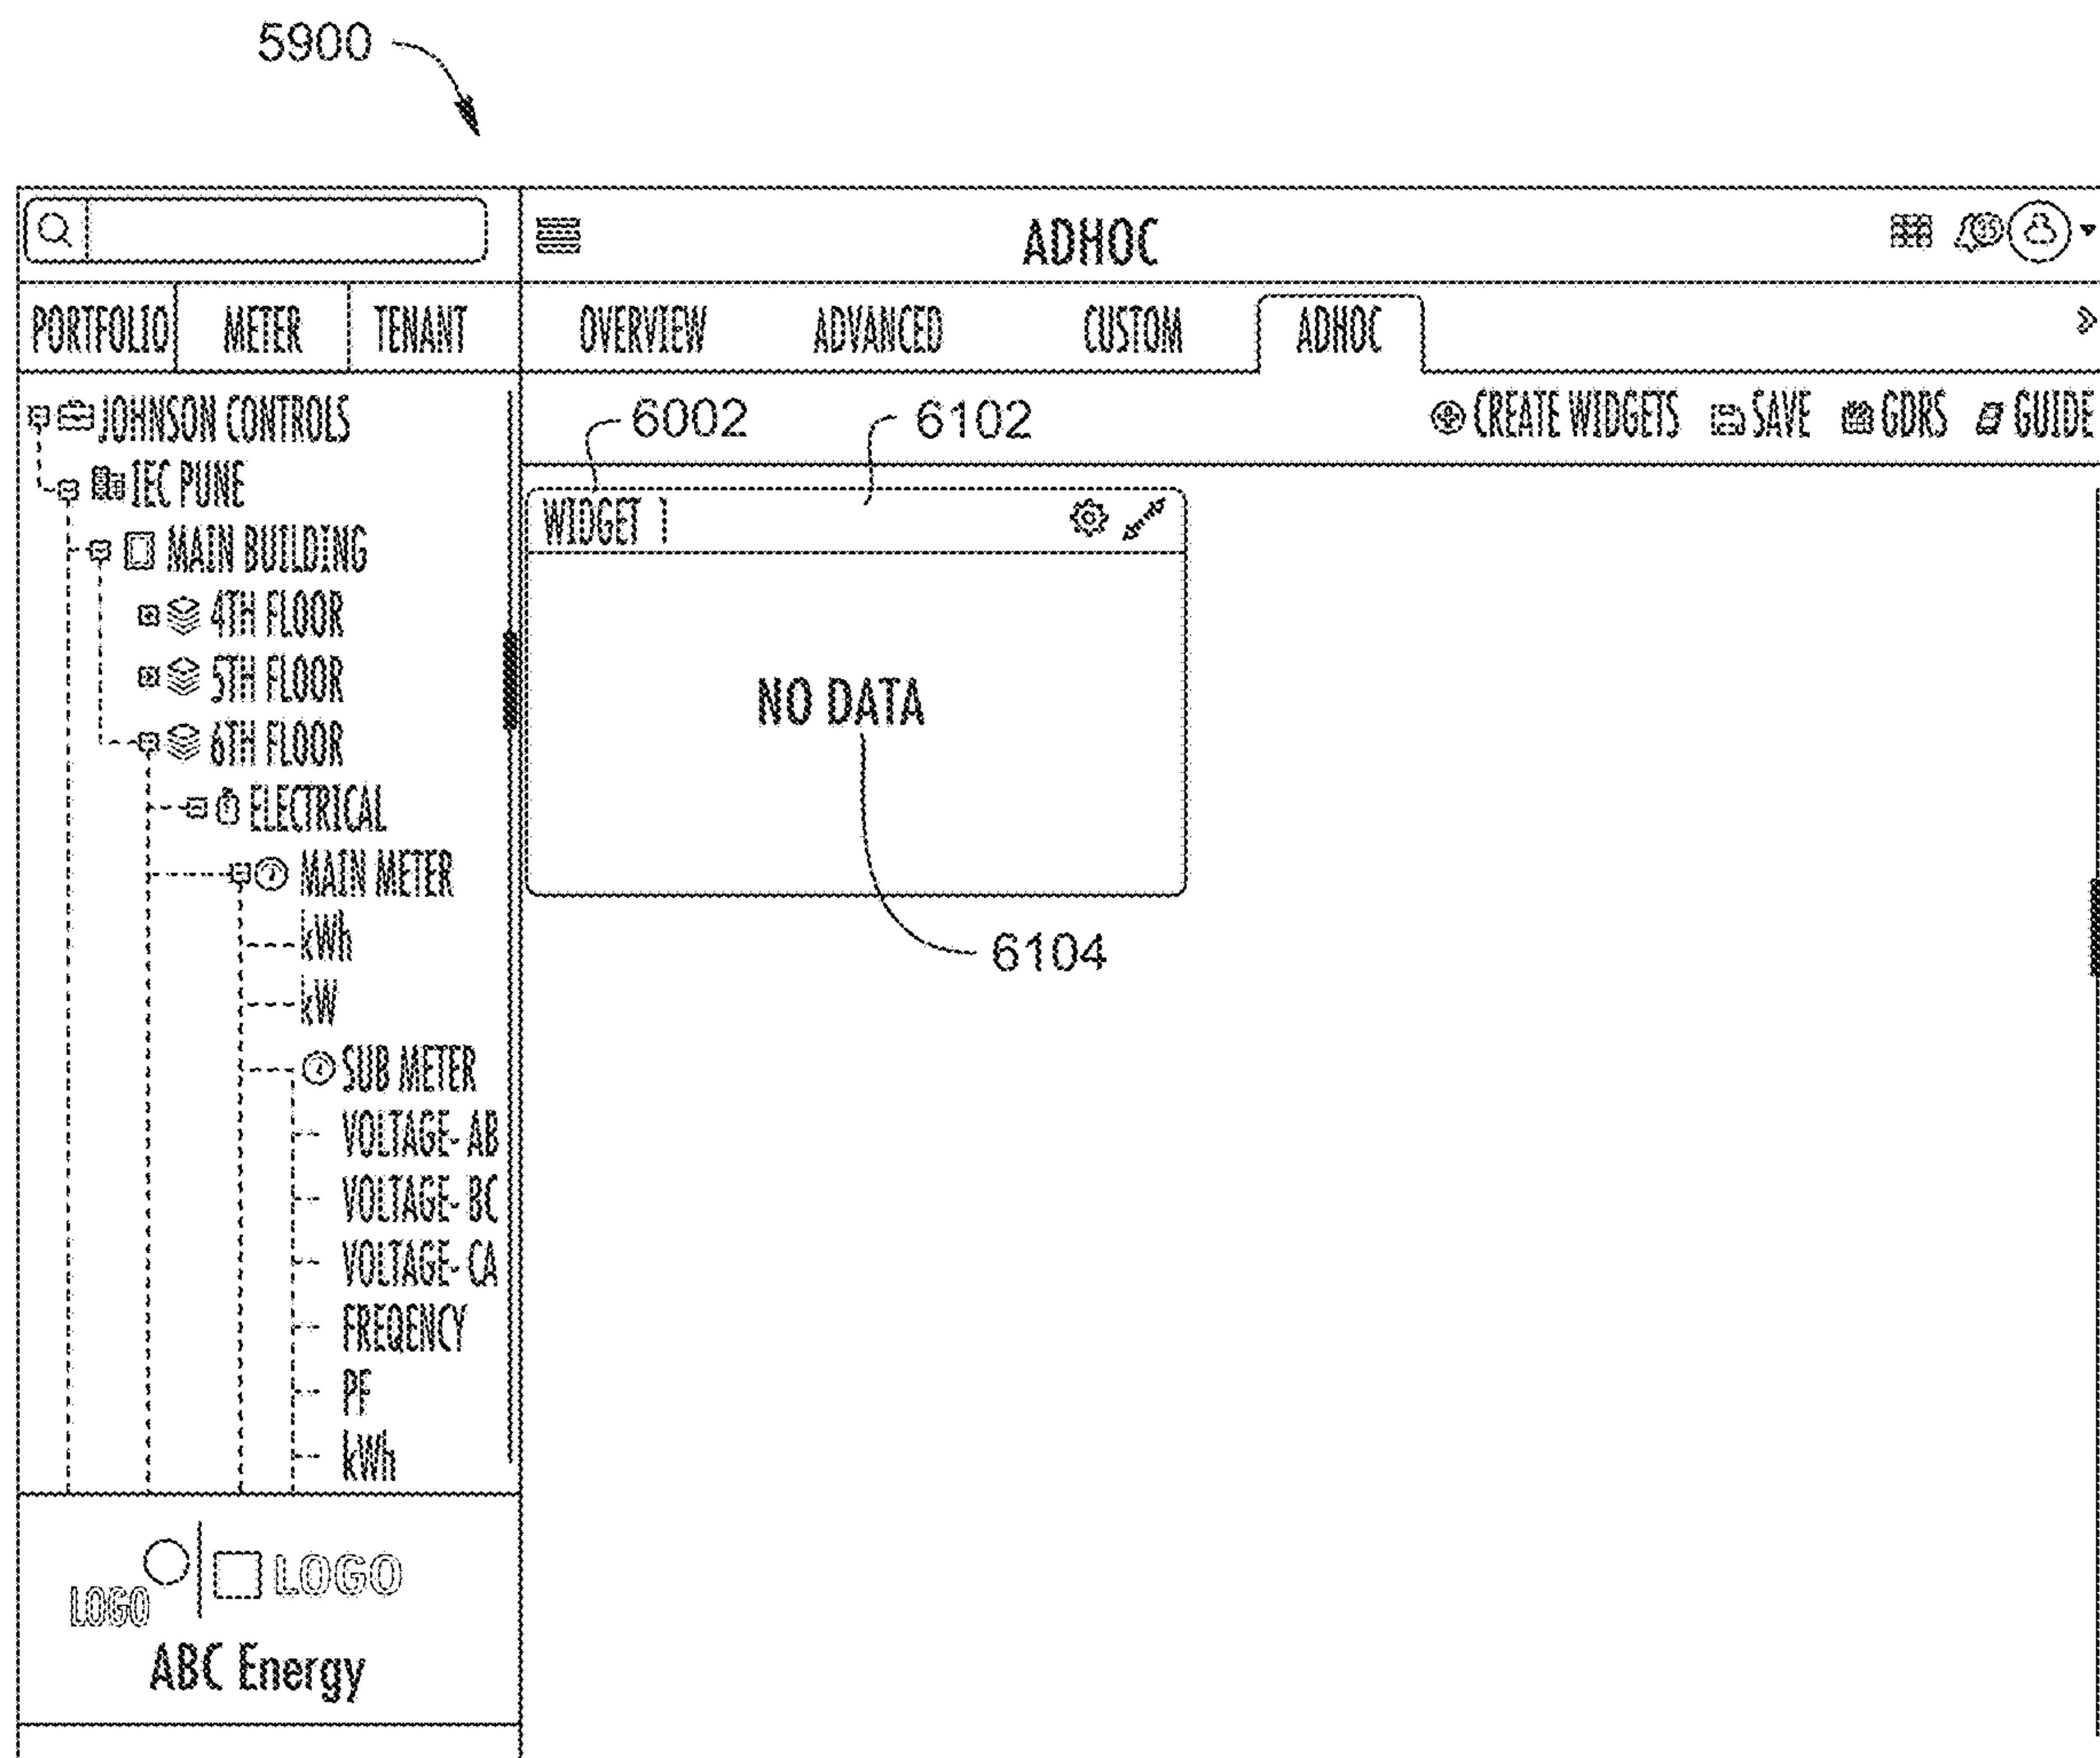 5900
ADHOC
PORTFOLIO METER TENANT
OVERVIEW ADVANCED CUSTOM ADHOC
6002 6102
CREATE WIDGETS SAVE GDRS GUIDE
JOHNSON CONTROLS
IEC PUNE
MAIN BUILDING
4TH FLOOR
5TH FLOOR
6TH FLOOR
ELECTRICAL
MAIN METER
kWh
kW
SUB METER
VOLTAGE- AB
VOLTAGE- BC
VOLTAGE- CA
FREQENCY
PF
kWh
WIDGET 1
NO DATA
6104
LOGO
LOGO
ABC Energy